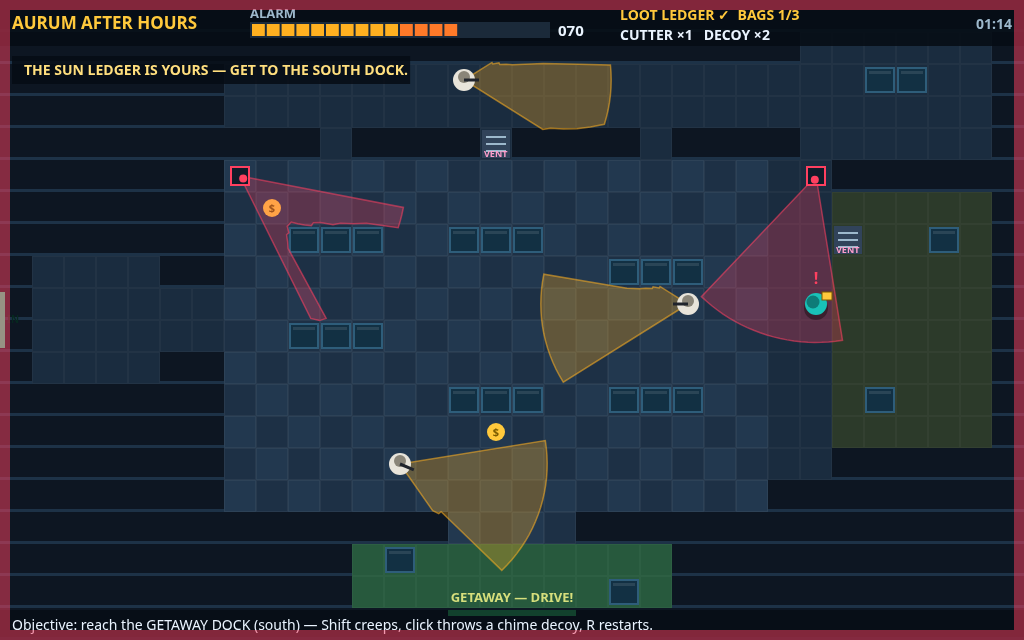 AURUM AFTER HOURS
ALARM
070
LOOT LEDGER ✓ BAGS 1/3
CUTTER ×1 DECOY ×2
01:14
THE SUN LEDGER IS YOURS — GET TO THE SOUTH DOCK.
VENT
$
VENT
!
$
GETAWAY — DRIVE!
Objective: reach the GETAWAY DOCK (south) — Shift creeps, click throws a chime decoy, R restarts.